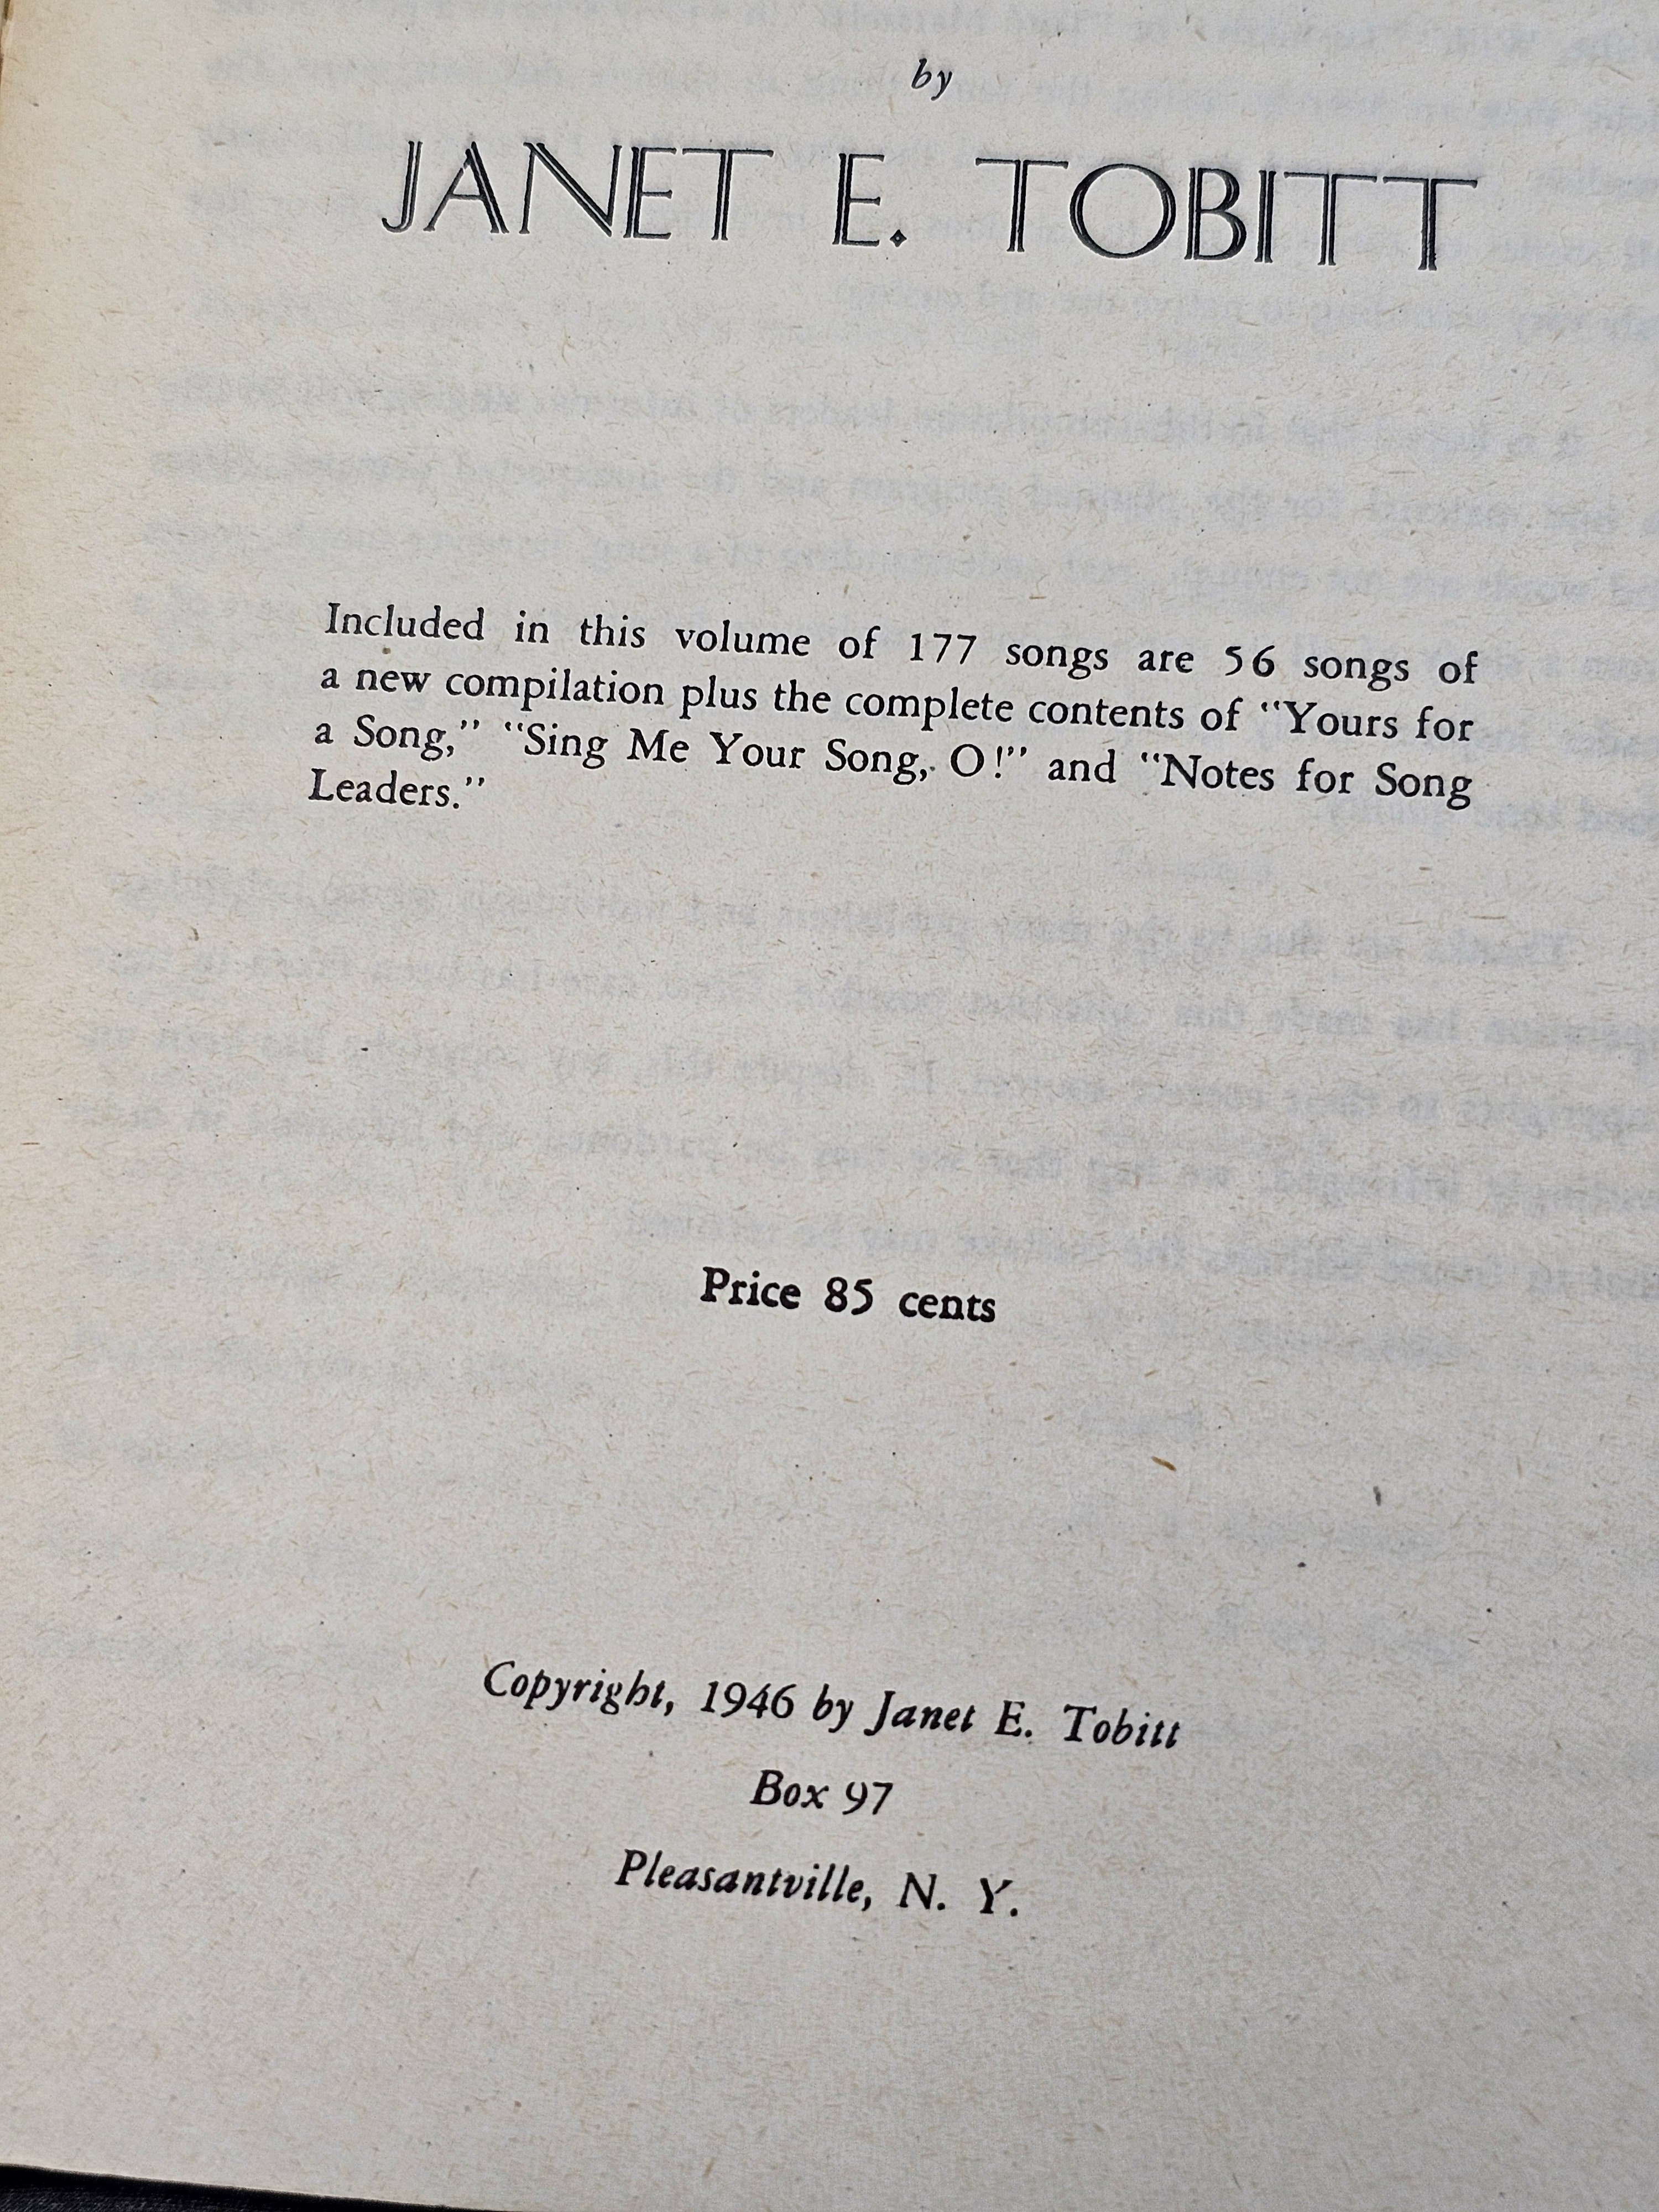 by
JANET E. TOBITT
Included in this volume of 177 songs are 56 songs of
a new compilation plus the complete contents of "Yours for
a Song," "Sing Me Your Song, O!" and "Notes for Song
Leaders."
Price 85 cents
Copyright, 1946 by Janet E. Tobitt
Box 97
Pleasantville, N. Y.